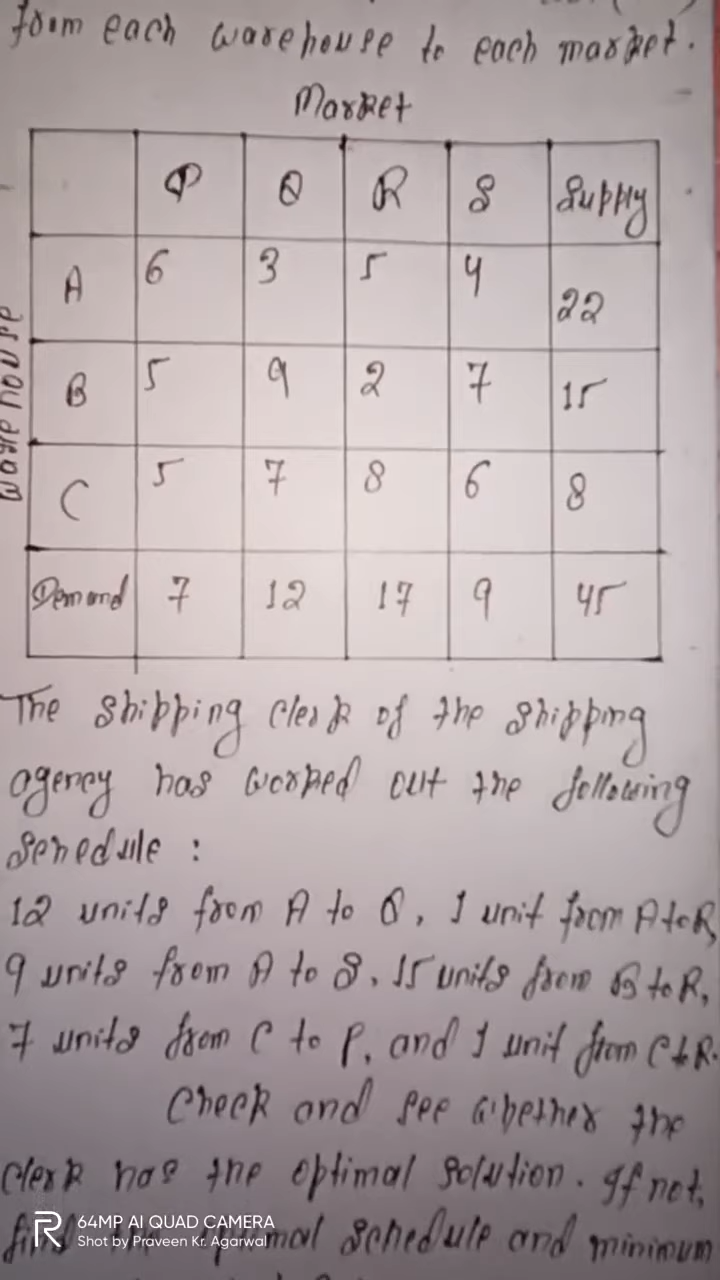 from each warehouse to each market.
Market
P Q R S Supply
A 6 3 5 4 22
B 5 9 2 7 15
C 5 7 8 6 8
Demand 7 12 17 9 45
Warehouse
The shipping clerk of the shipping
agency has worked out the following
schedule :
12 units from A to Q, 1 unit from A to R,
9 units from A to S, 15 units from B to R,
7 units from C to P, and 1 unit from C to R.
Check and see whether the
clerk has the optimal solution. If not,
find optimal schedule and minimum
64MP AI QUAD CAMERA
Shot by Praveen Kr. Agarwal